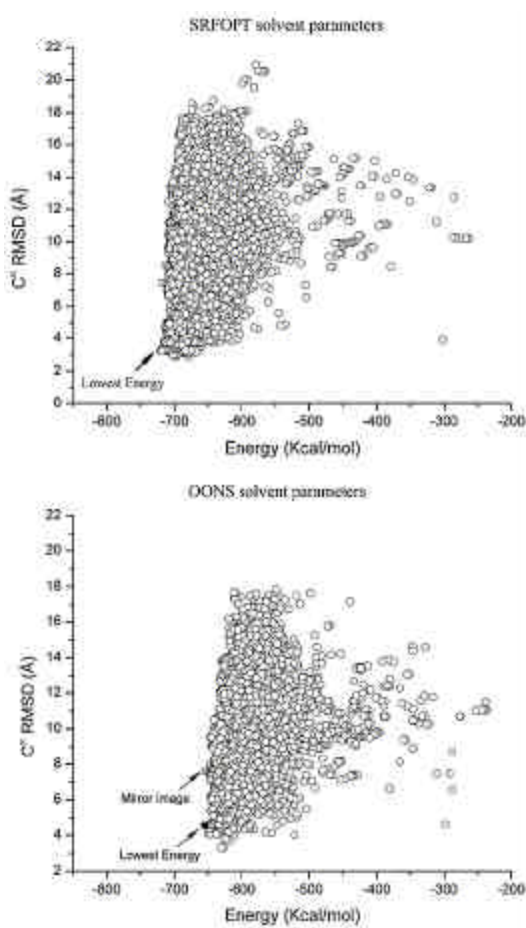 SRFOPT solvent parameters
22
20
18
16
14
12
10
8
6
4
2
0
Cα RMSD (Å)
Lowest Energy
-800 -700 -600 -500 -400 -300 -200
Energy (Kcal/mol)
OONS solvent parameters
22
20
18
16
14
12
10
8
6
4
2
Cα RMSD (Å)
Mirror image
Lowest Energy
-800 -700 -600 -500 -400 -300 -200
Energy (Kcal/mol)